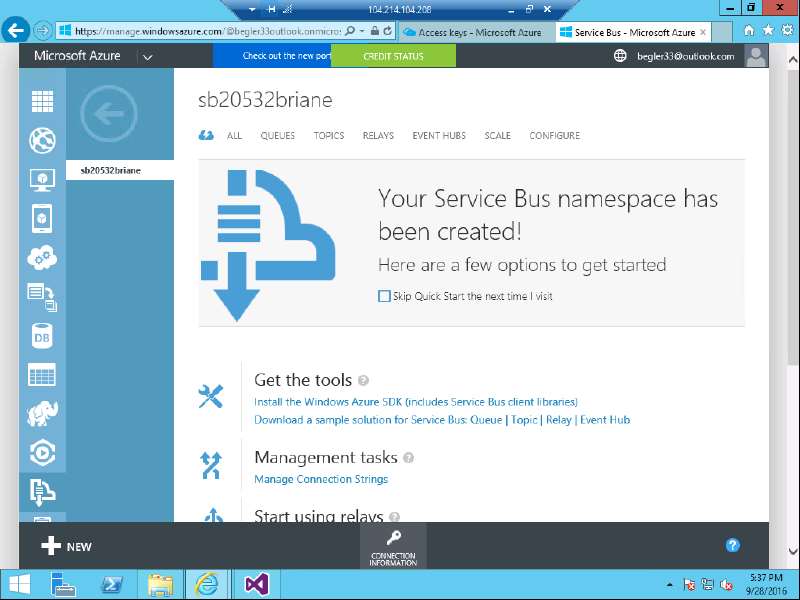 104.214.104.208
https://manage.windowsazure.com/@begler33outlook.onmicros
Access keys - Microsoft Azure
Service Bus - Microsoft Azure
Microsoft Azure
Check out the new port
CREDIT STATUS
begler33@outlook.com
sb20532briane
sb20532briane
ALL QUEUES TOPICS RELAYS EVENT HUBS SCALE CONFIGURE
Your Service Bus namespace has
been created!
Here are a few options to get started
Skip Quick Start the next time I visit
Get the tools ?
Install the Windows Azure SDK (includes Service Bus client libraries)
Download a sample solution for Service Bus: Queue | Topic | Relay | Event Hub
Management tasks ?
Manage Connection Strings
Start using relays ?
DB
NEW
CONNECTION
INFORMATION
?
5:37 PM
9/28/2016